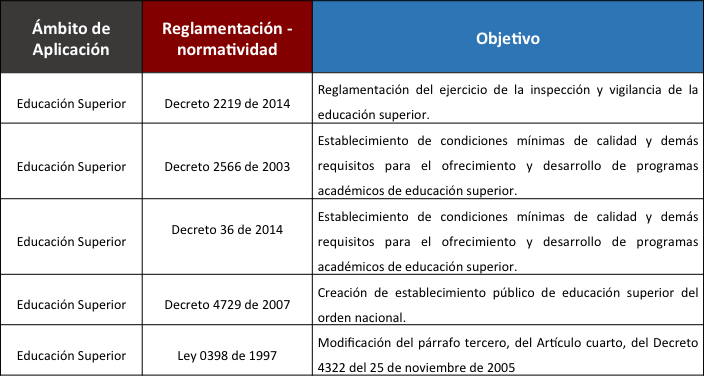 Ámbito de
Aplicación
Reglamentación -
normatividad
Objetivo
Educación Superior
Decreto 2219 de 2014
Reglamentación del ejercicio de la inspección y vigilancia de la
educación superior.
Educación Superior
Decreto 2566 de 2003
Establecimiento de condiciones mínimas de calidad y demás
requisitos para el ofrecimiento y desarrollo de programas
académicos de educación superior.
Educación Superior
Decreto 36 de 2014
Establecimiento de condiciones mínimas de calidad y demás
requisitos para el ofrecimiento y desarrollo de programas
académicos de educación superior.
Educación Superior
Decreto 4729 de 2007
Creación de establecimiento público de educación superior del
orden nacional.
Educación Superior
Ley 0398 de 1997
Modificación del párrafo tercero, del Artículo cuarto, del Decreto
4322 del 25 de noviembre de 2005